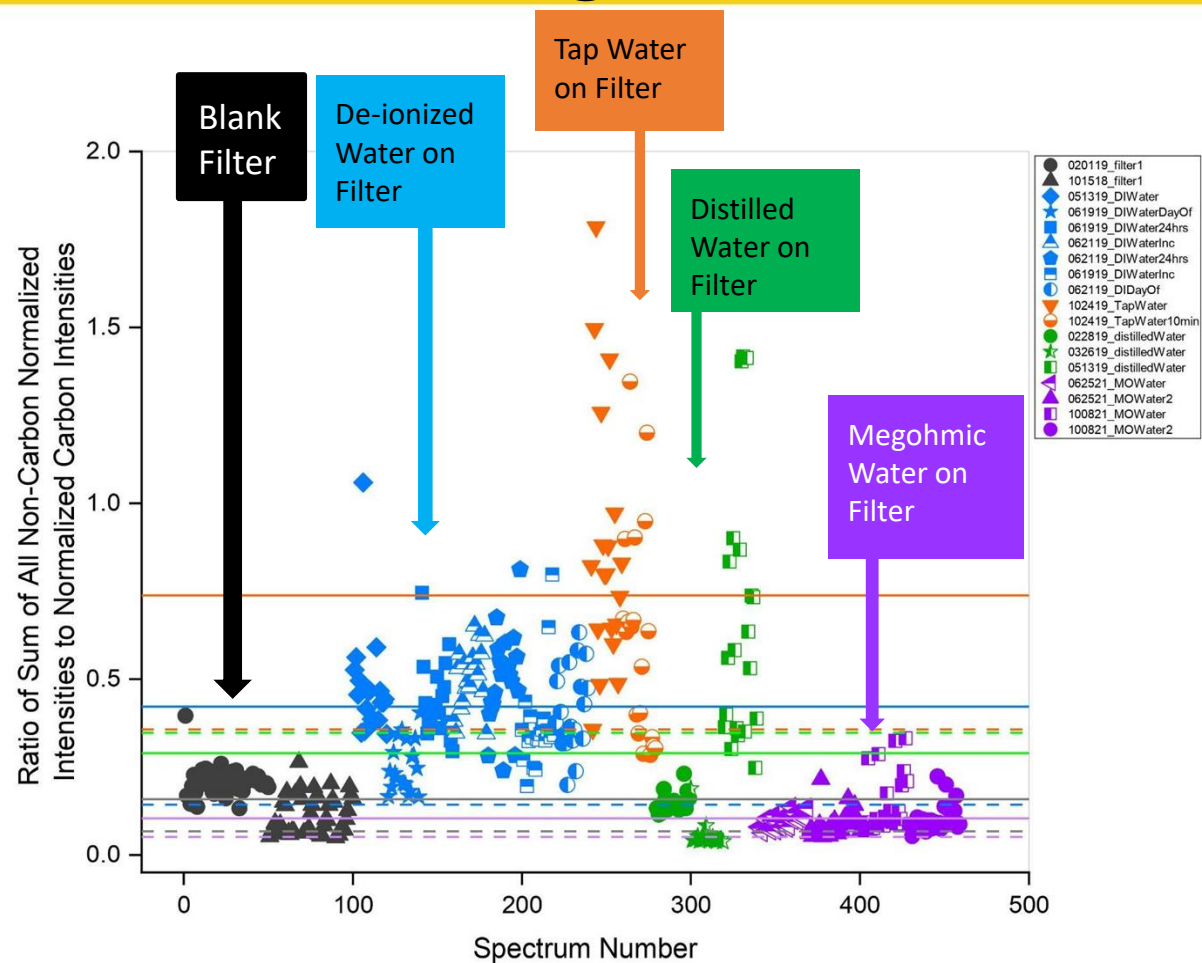 Tap Water
on Filter
Blank
Filter
De-ionized
Water on
Filter
Distilled
Water on
Filter
Megohmic
Water on
Filter
2.0
1.5
1.0
0.5
0.0
Ratio of Sum of All Non-Carbon Normalized
Intensities to Normalized Carbon Intensities
0
100
200
300
400
500
Spectrum Number
020119_filter1
101518_filter1
051319_DIWater
061919_DIWaterDayOf
061919_DIWater24hrs
062119_DIWaterInc
062119_DIWater24hrs
061919_DIWaterInc
062119_DIDayOf
102419_TapWater
102419_TapWater10min
022819_distilledWater
032619_distilledWater
051319_distilledWater
062521_MOWater
062521_MOWater2
100821_MOWater
100821_MOWater2